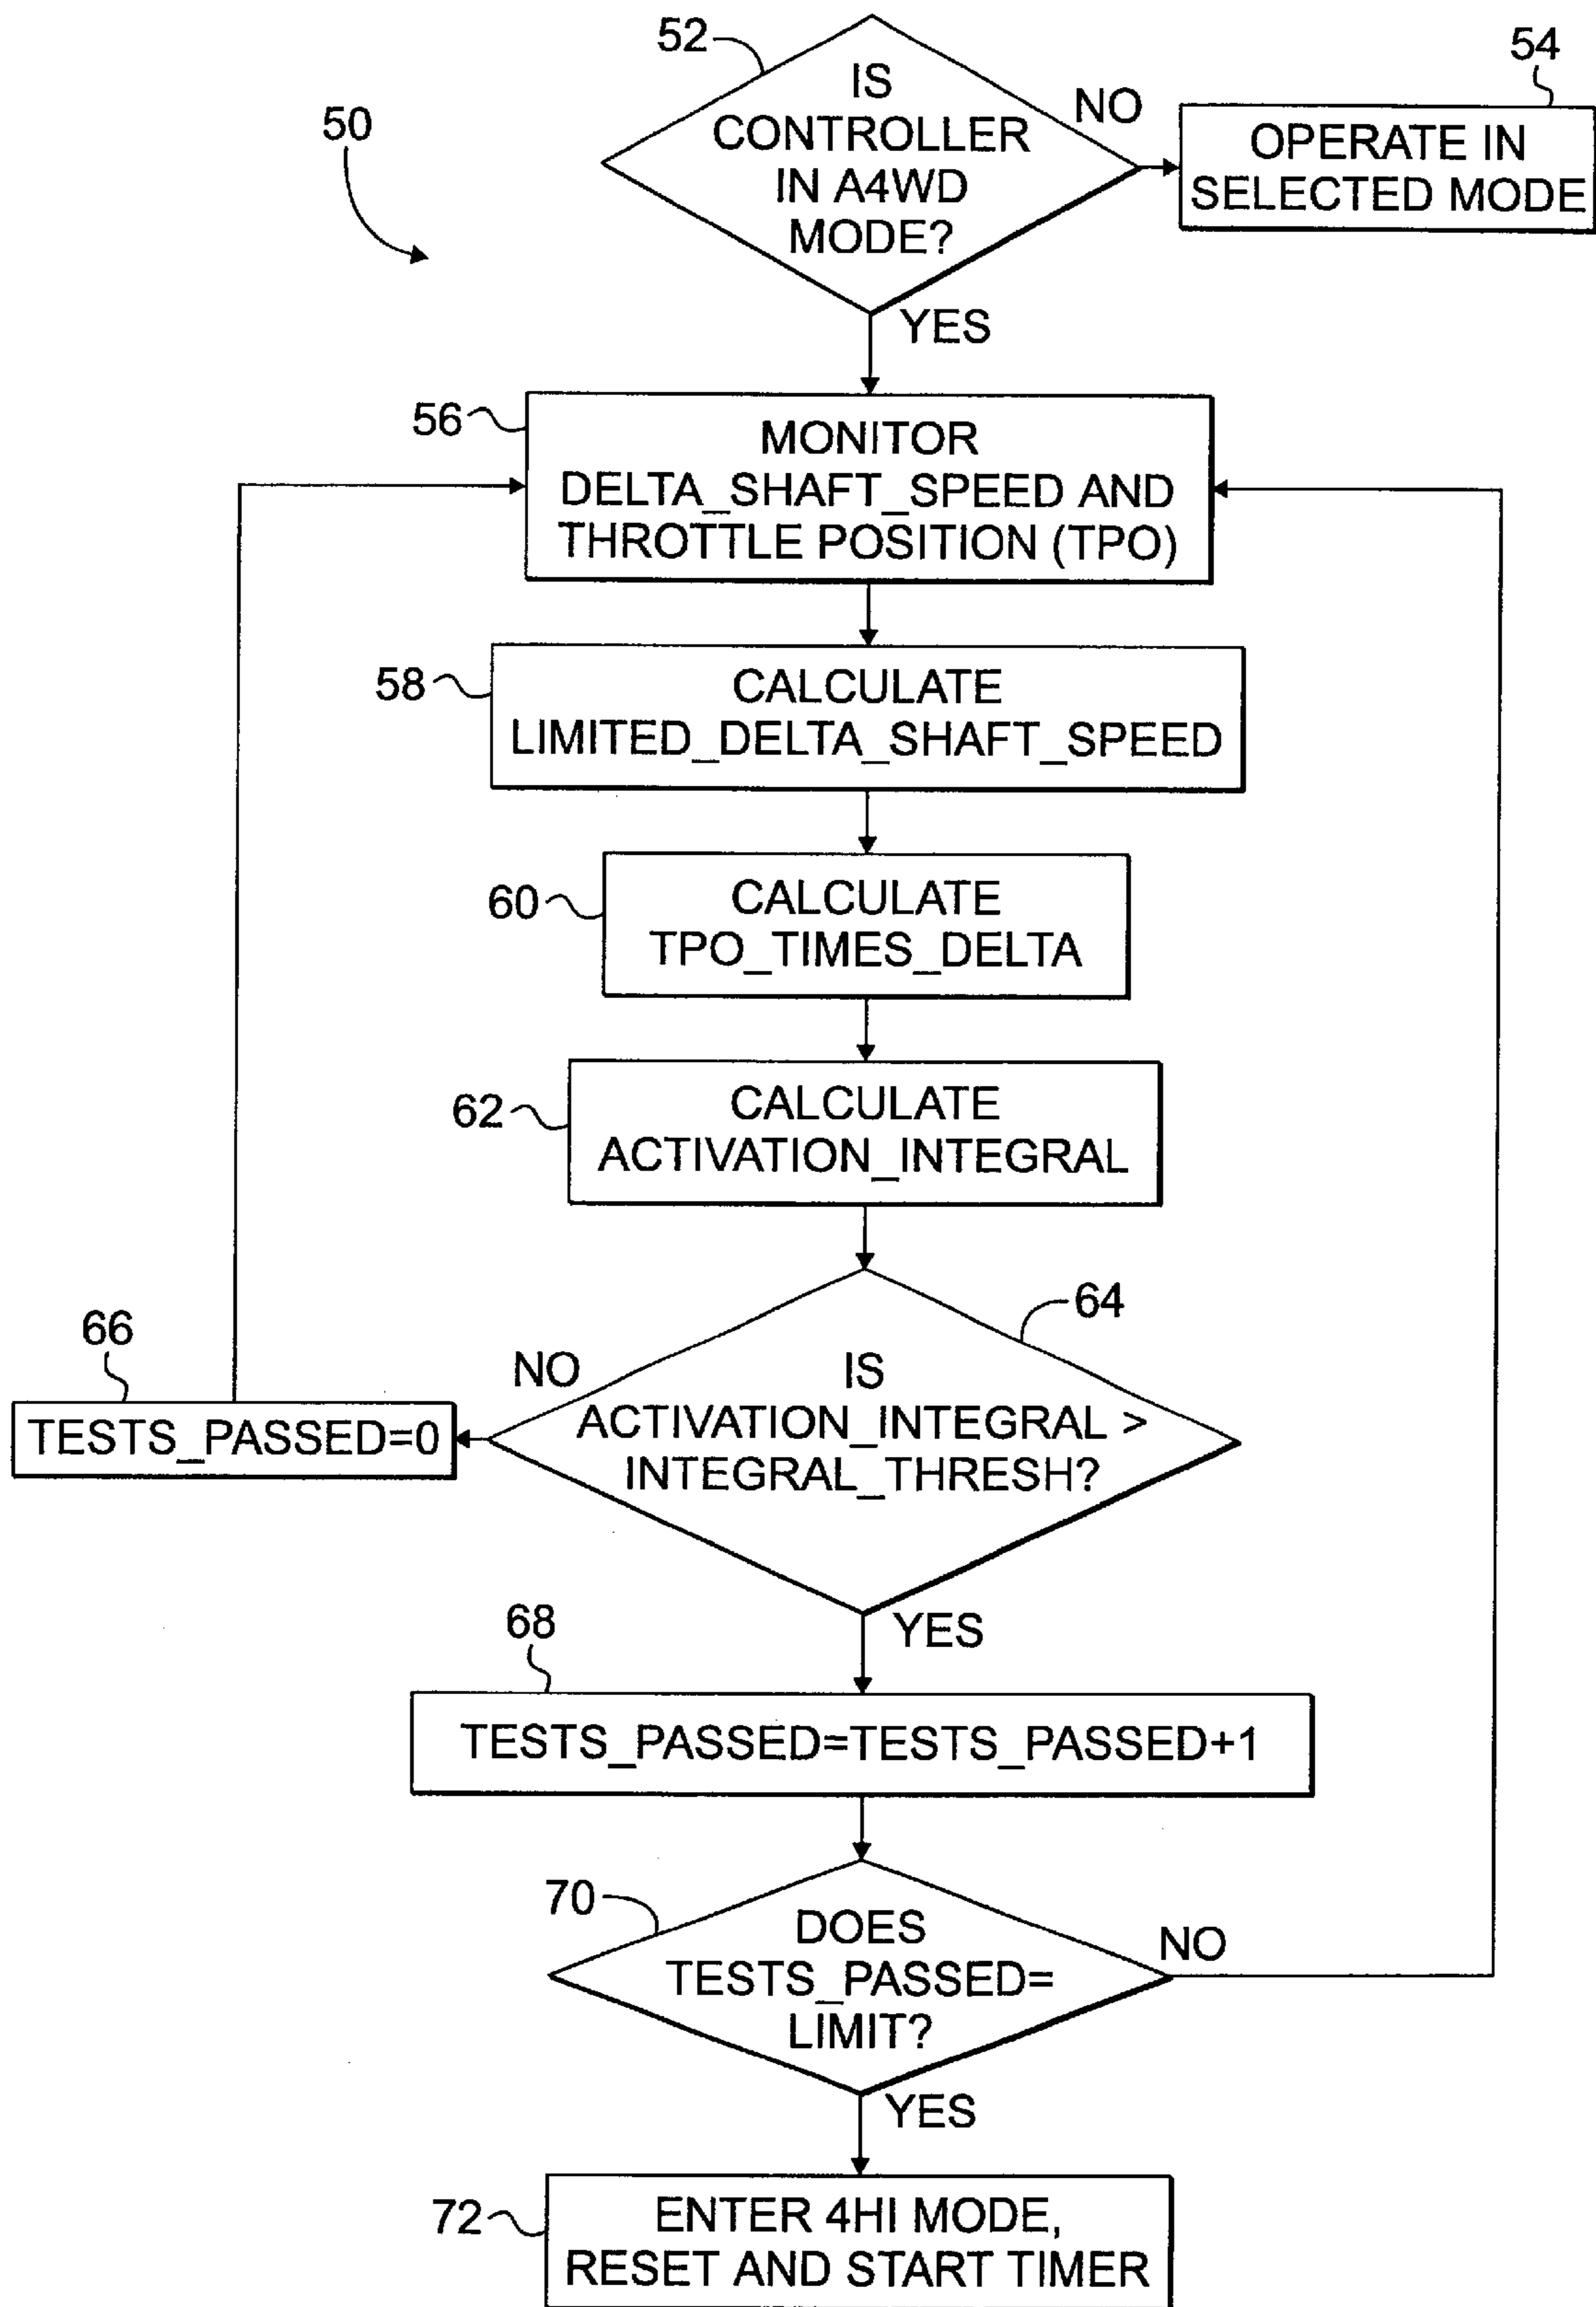 52
IS
CONTROLLER
IN A4WD
MODE?
NO
54
OPERATE IN
SELECTED MODE
50
YES
56
MONITOR
DELTA_SHAFT_SPEED AND
THROTTLE POSITION (TPO)
58
CALCULATE
LIMITED_DELTA_SHAFT_SPEED
60
CALCULATE
TPO_TIMES_DELTA
62
CALCULATE
ACTIVATION_INTEGRAL
64
IS
ACTIVATION_INTEGRAL >
INTEGRAL_THRESH?
NO
66
TESTS_PASSED=0
YES
68
TESTS_PASSED=TESTS_PASSED+1
70
DOES
TESTS_PASSED=
LIMIT?
NO
YES
72
ENTER 4HI MODE,
RESET AND START TIMER